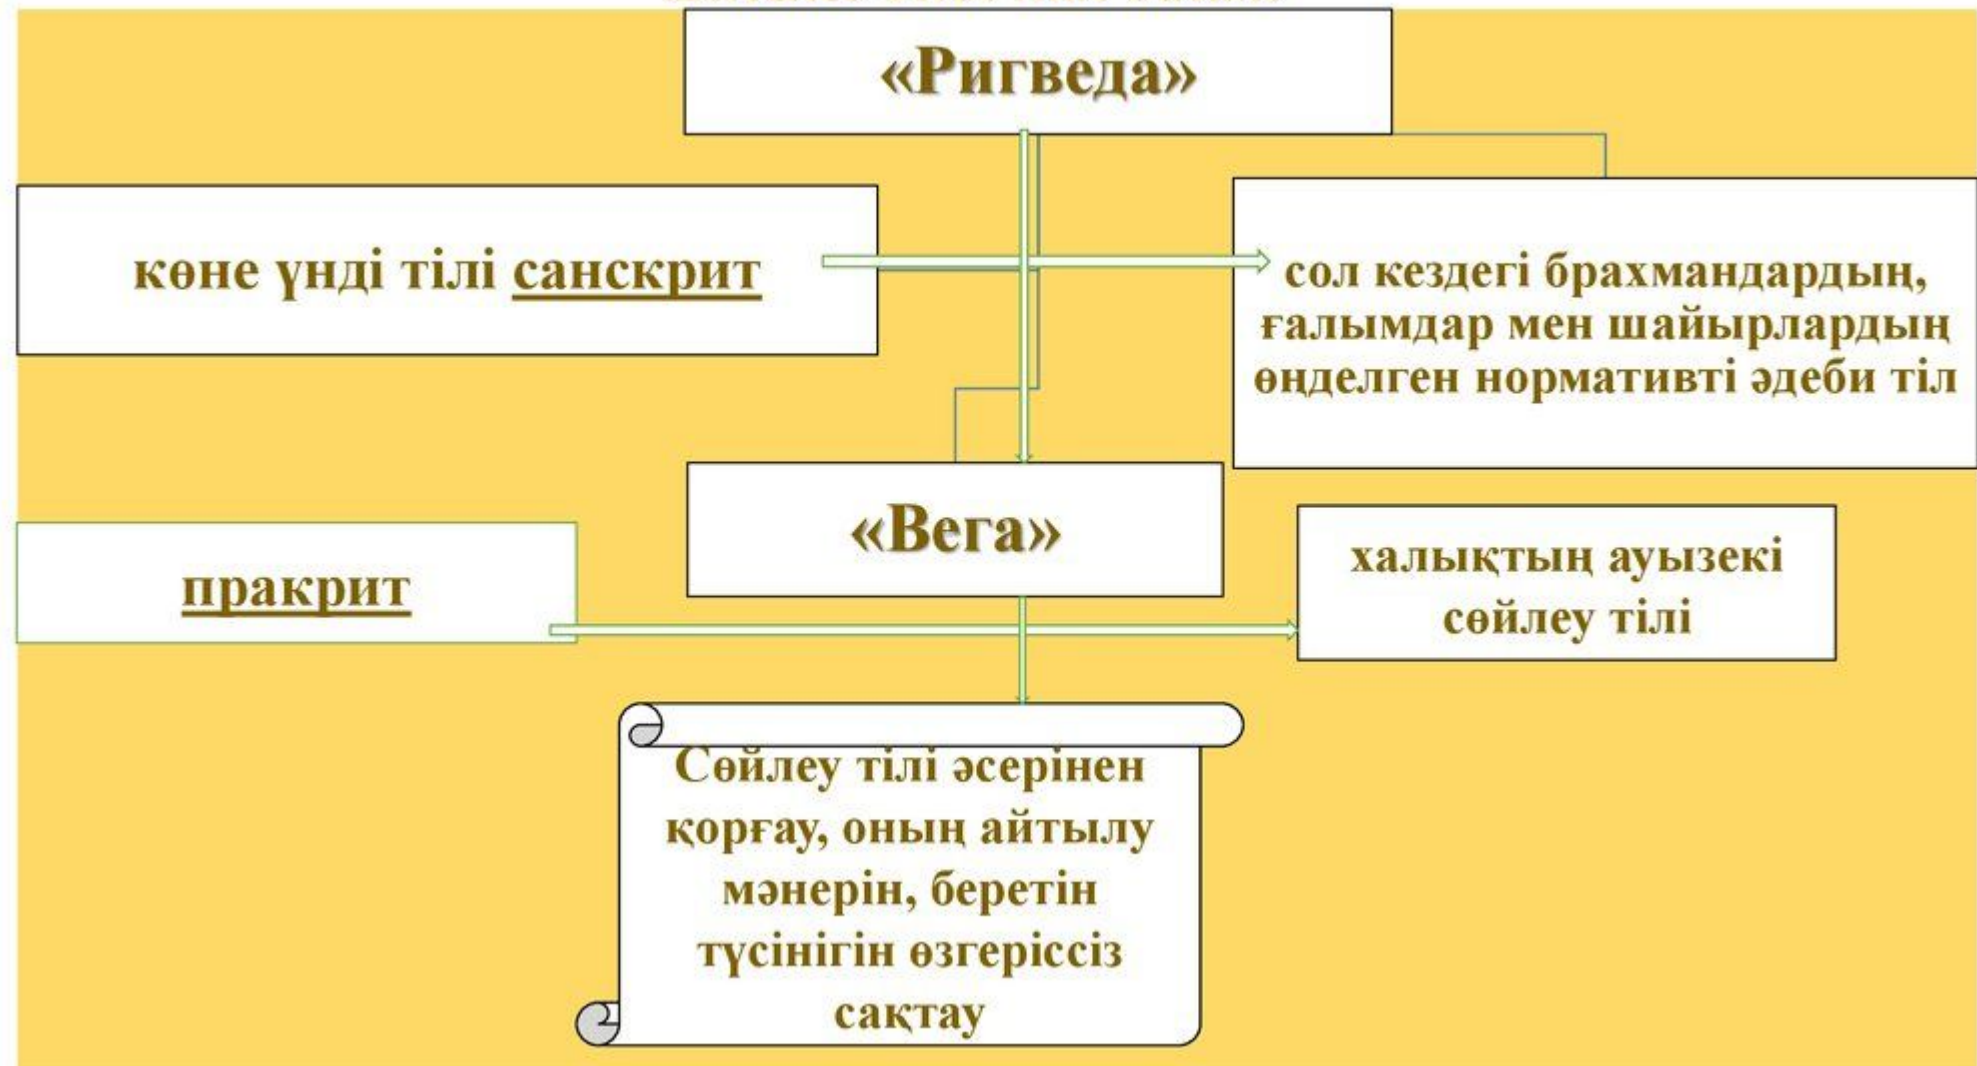 «Ригведа»
көне үнді тілі санскрит
сол кездегі брахмандардың,
ғалымдар мен шайырлардың
өңделген нормативті әдеби тіл
«Вега»
пракрит
халықтың ауызекі
сөйлеу тілі
Сөйлеу тілі әсерінен
қорғау, оның айтылу
мәнерін, беретін
түсінігін өзгеріссіз
сақтау